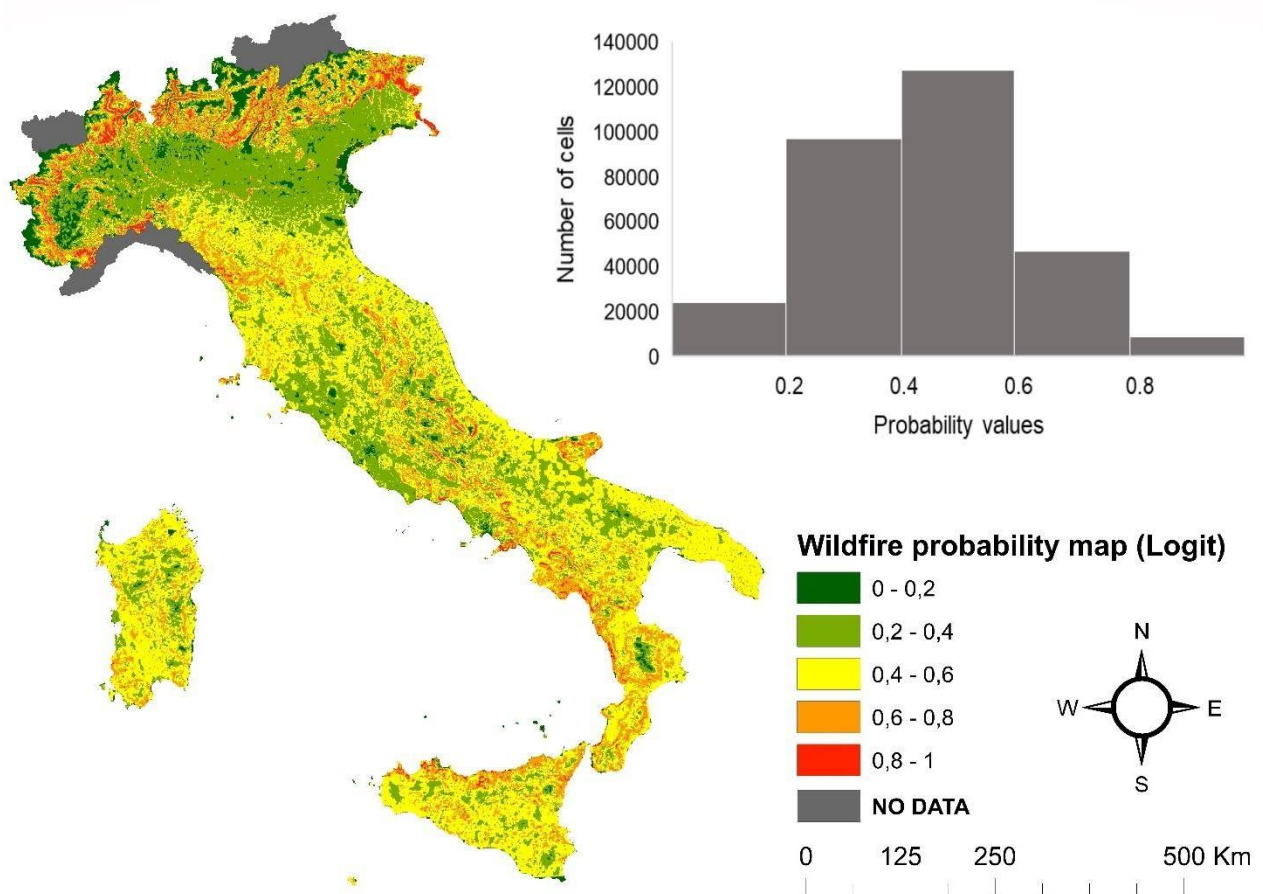 140000
120000
100000
80000
60000
40000
20000
0
Number of cells
0.2 0.4 0.6 0.8
Probability values
Wildfire probability map (Logit)
0 - 0,2
0,2 - 0,4
0,4 - 0,6
0,6 - 0,8
0,8 - 1
NO DATA
N
W E
S
0 125 250 500 Km